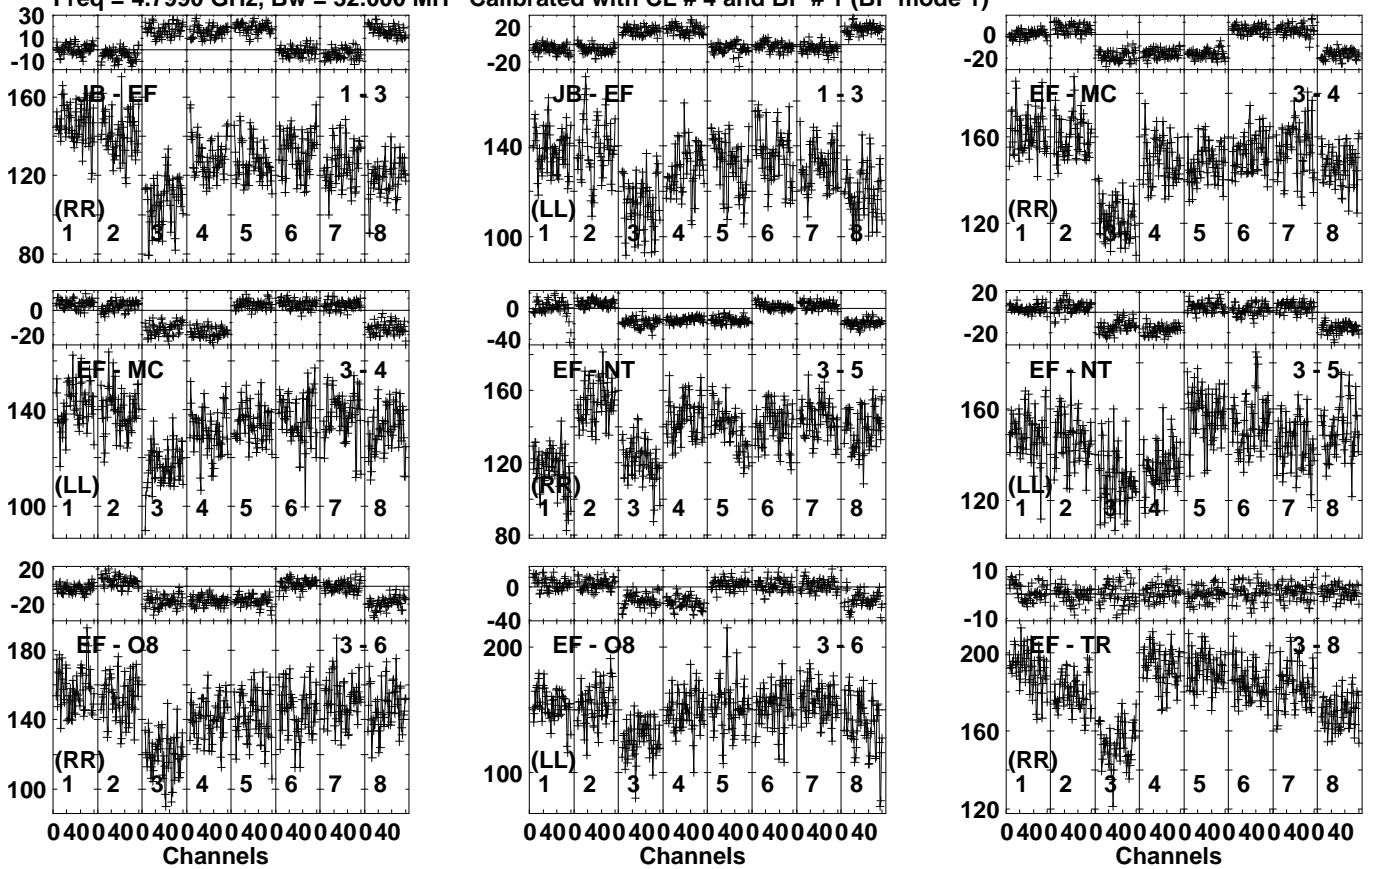 Freq = 4.7990 GHz, Bw = 32.000 MH Calibrated with CL # 4 and BP # 1 (BP mode 1)
30
10
-10
JB - EF 1 - 3
160
120
80
(RR)
1 2 3 4 5 6 7 8
20
-20
JB - EF 1 - 3
140
100
(LL)
1 2 3 4 5 6 7 8
0
-20
EF - MC 3 - 4
160
120
(RR)
1 2 3 4 5 6 7 8
0
-20
EF - MC 3 - 4
140
100
(LL)
1 2 3 4 5 6 7 8
0
-40
EF - NT 3 - 5
160
120
80
(RR)
1 2 3 4 5 6 7 8
20
-20
EF - NT 3 - 5
160
120
(LL)
1 2 3 4 5 6 7 8
20
-20
EF - O8 3 - 6
180
140
100
(RR)
1 2 3 4 5 6 7 8
0 40 0 40 0 40 0 40 0 40 0 40 0 40 0 40
Channels
0
-40
EF - O8 3 - 6
200
100
(LL)
1 2 3 4 5 6 7 8
0 40 0 40 0 40 0 40 0 40 0 40 0 40 0 40
Channels
10
-10
EF - TR 3 - 8
200
160
120
(RR)
1 2 3 4 5 6 7 8
0 40 0 40 0 40 0 40 0 40 0 40 0 40 0 40
Channels